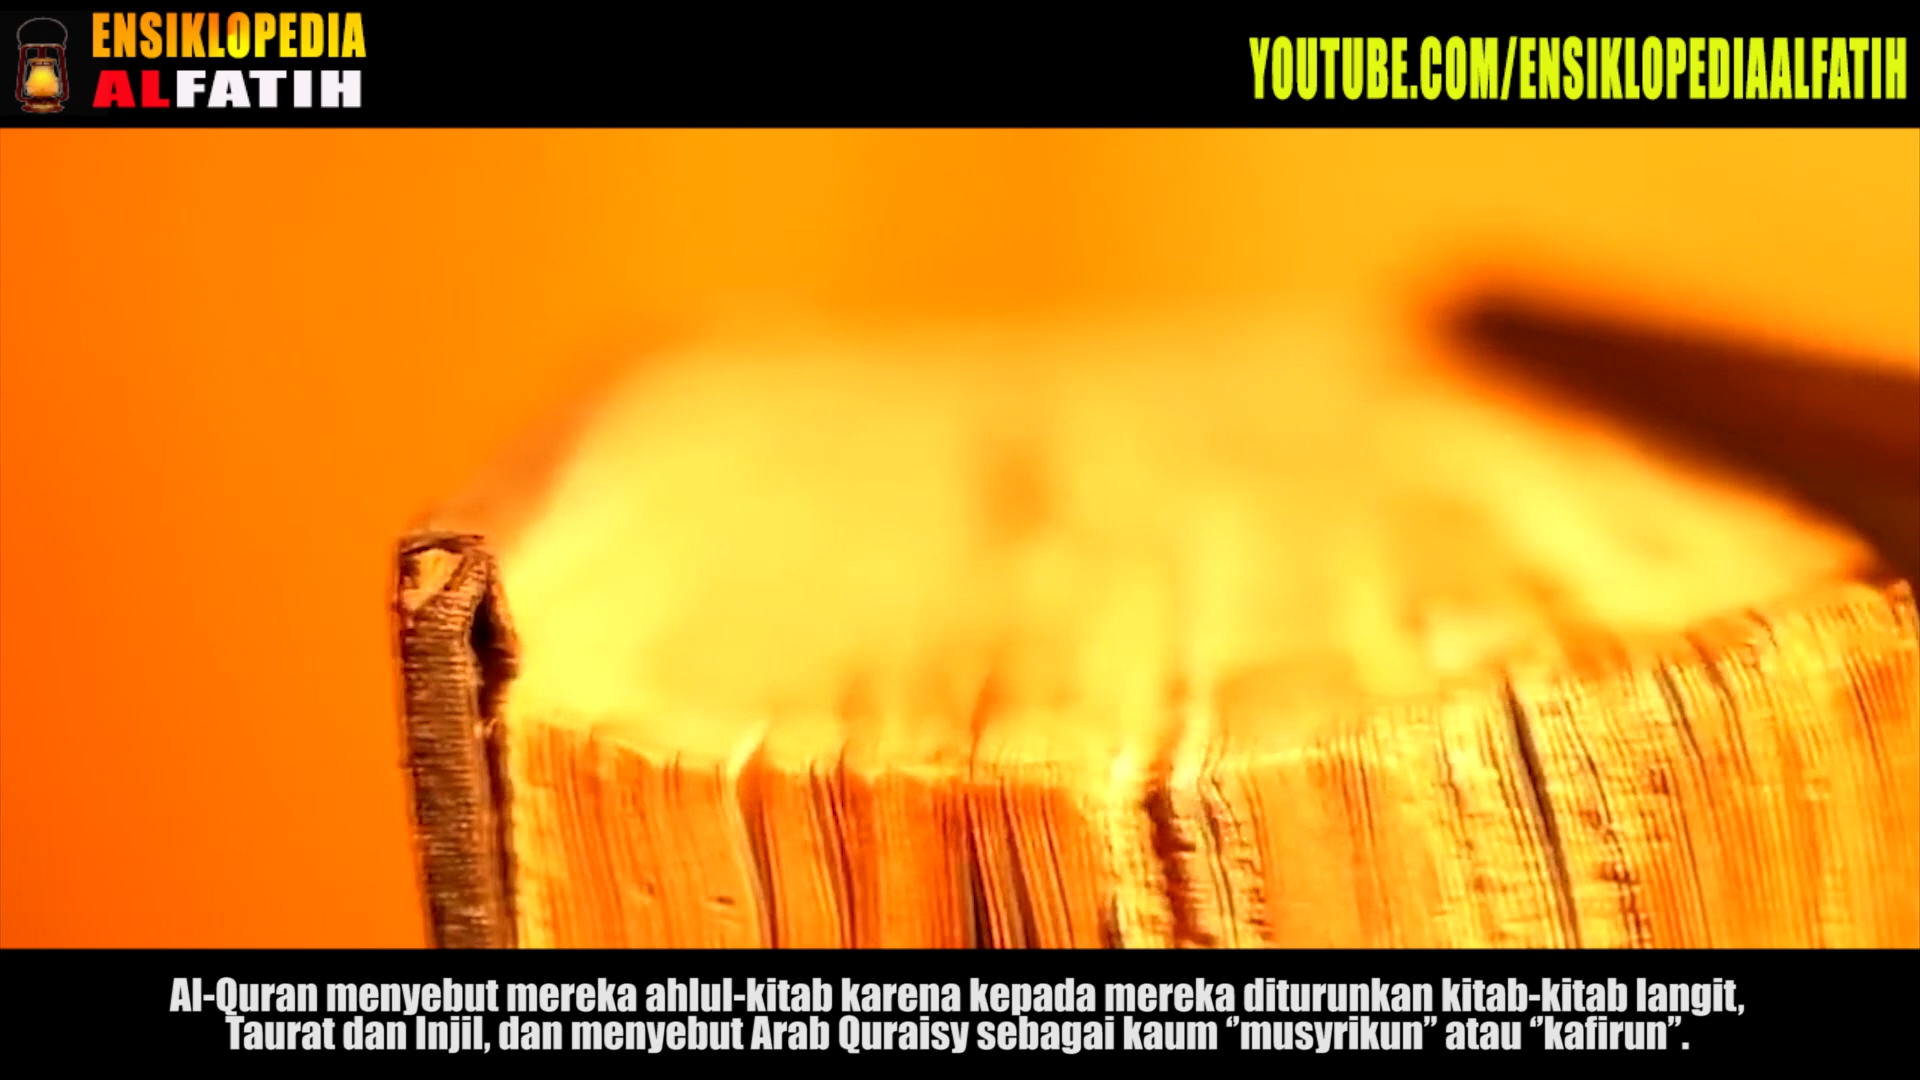 ENSIKLOPEDIA
ALFATIH
YOUTUBE.COM/ENSIKLOPEDIAALFATIH
Al-Quran menyebut mereka ahlul-kitab karena kepada mereka diturunkan kitab-kitab langit,
Taurat dan Injil, dan menyebut Arab Quraisy sebagai kaum “musyrikun” atau “kafirun”.